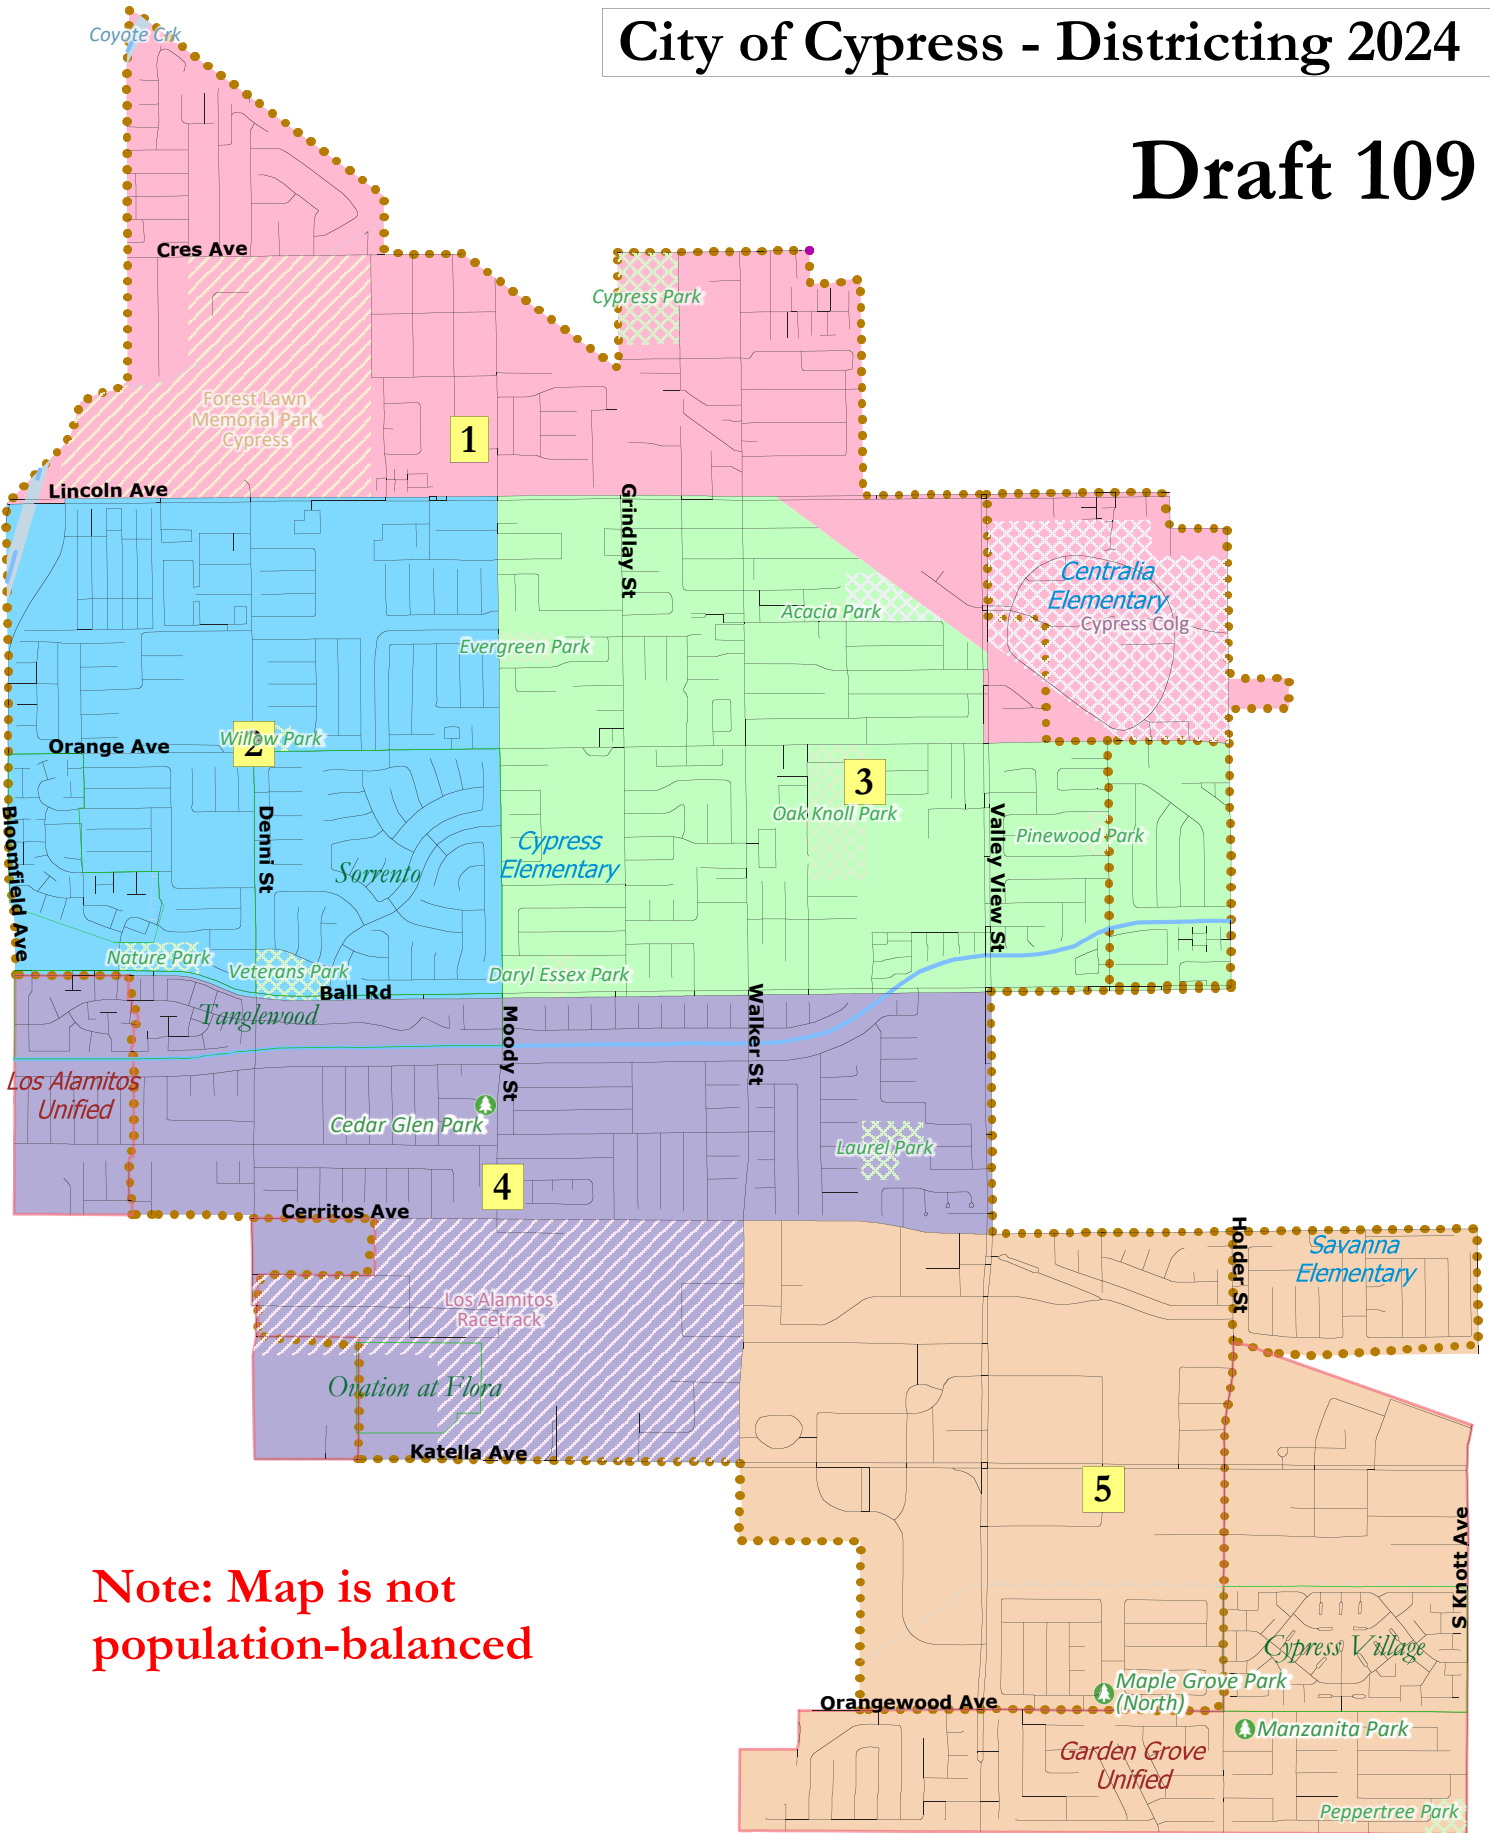 City of Cypress - Districting 2024
Draft 109
Coyote Crk
Cres Ave
Cypress Park
Forest Lawn
Memorial Park
Cypress
1
Lincoln Ave
Grindlay St
Centralia
Elementary
Cypress Colg
Acacia Park
Evergreen Park
Willow Park
2
Orange Ave
3
Oak Knoll Park
Bloomfield Ave
Denni St
Sorrento
Cypress
Elementary
Valley View St
Pinewood Park
Nature Park
Veterans Park
Daryl Essex Park
Ball Rd
Tanglewood
Moody St
Walker St
Los Alamitos
Unified
Cedar Glen Park
Laurel Park
4
Cerritos Ave
Holder St
Savanna
Elementary
Los Alamitos
Racetrack
Ovation at Flora
Katella Ave
5
S Knott Ave
Note: Map is not
population-balanced
Cypress Village
Maple Grove Park
(North)
Orangewood Ave
Manzanita Park
Garden Grove
Unified
Peppertree Park